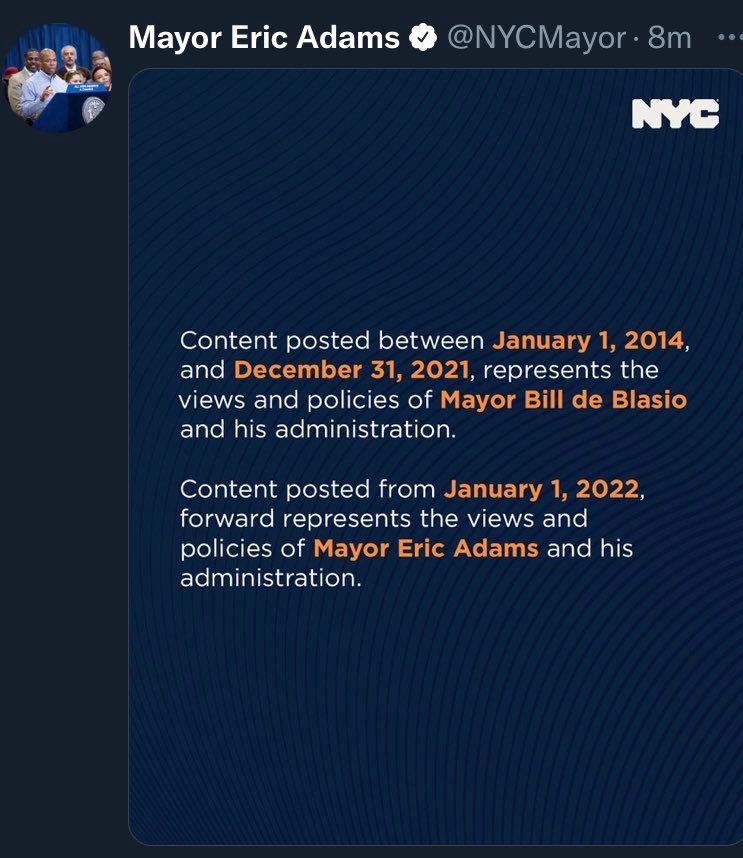 Mayor Eric Adams @NYCMayor · 8m ...
NYC
Content posted between January 1, 2014,
and December 31, 2021, represents the
views and policies of Mayor Bill de Blasio
and his administration.
Content posted from January 1, 2022,
forward represents the views and
policies of Mayor Eric Adams and his
administration.